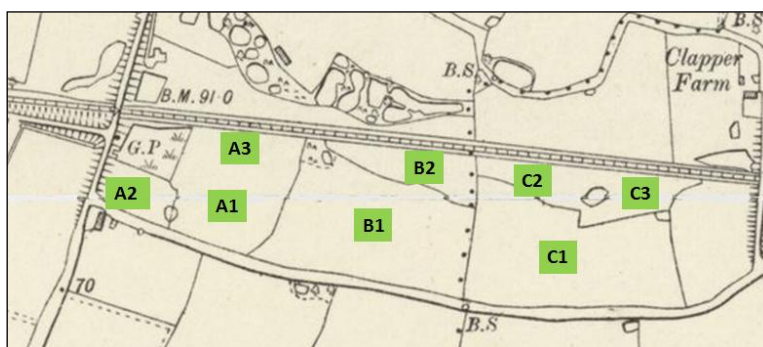 B.S
B.S.
Clapper
Farm
B.M. 91·0
G.P
A3
B2
C2
C3
A2
A1
B1
C1
70
B.S